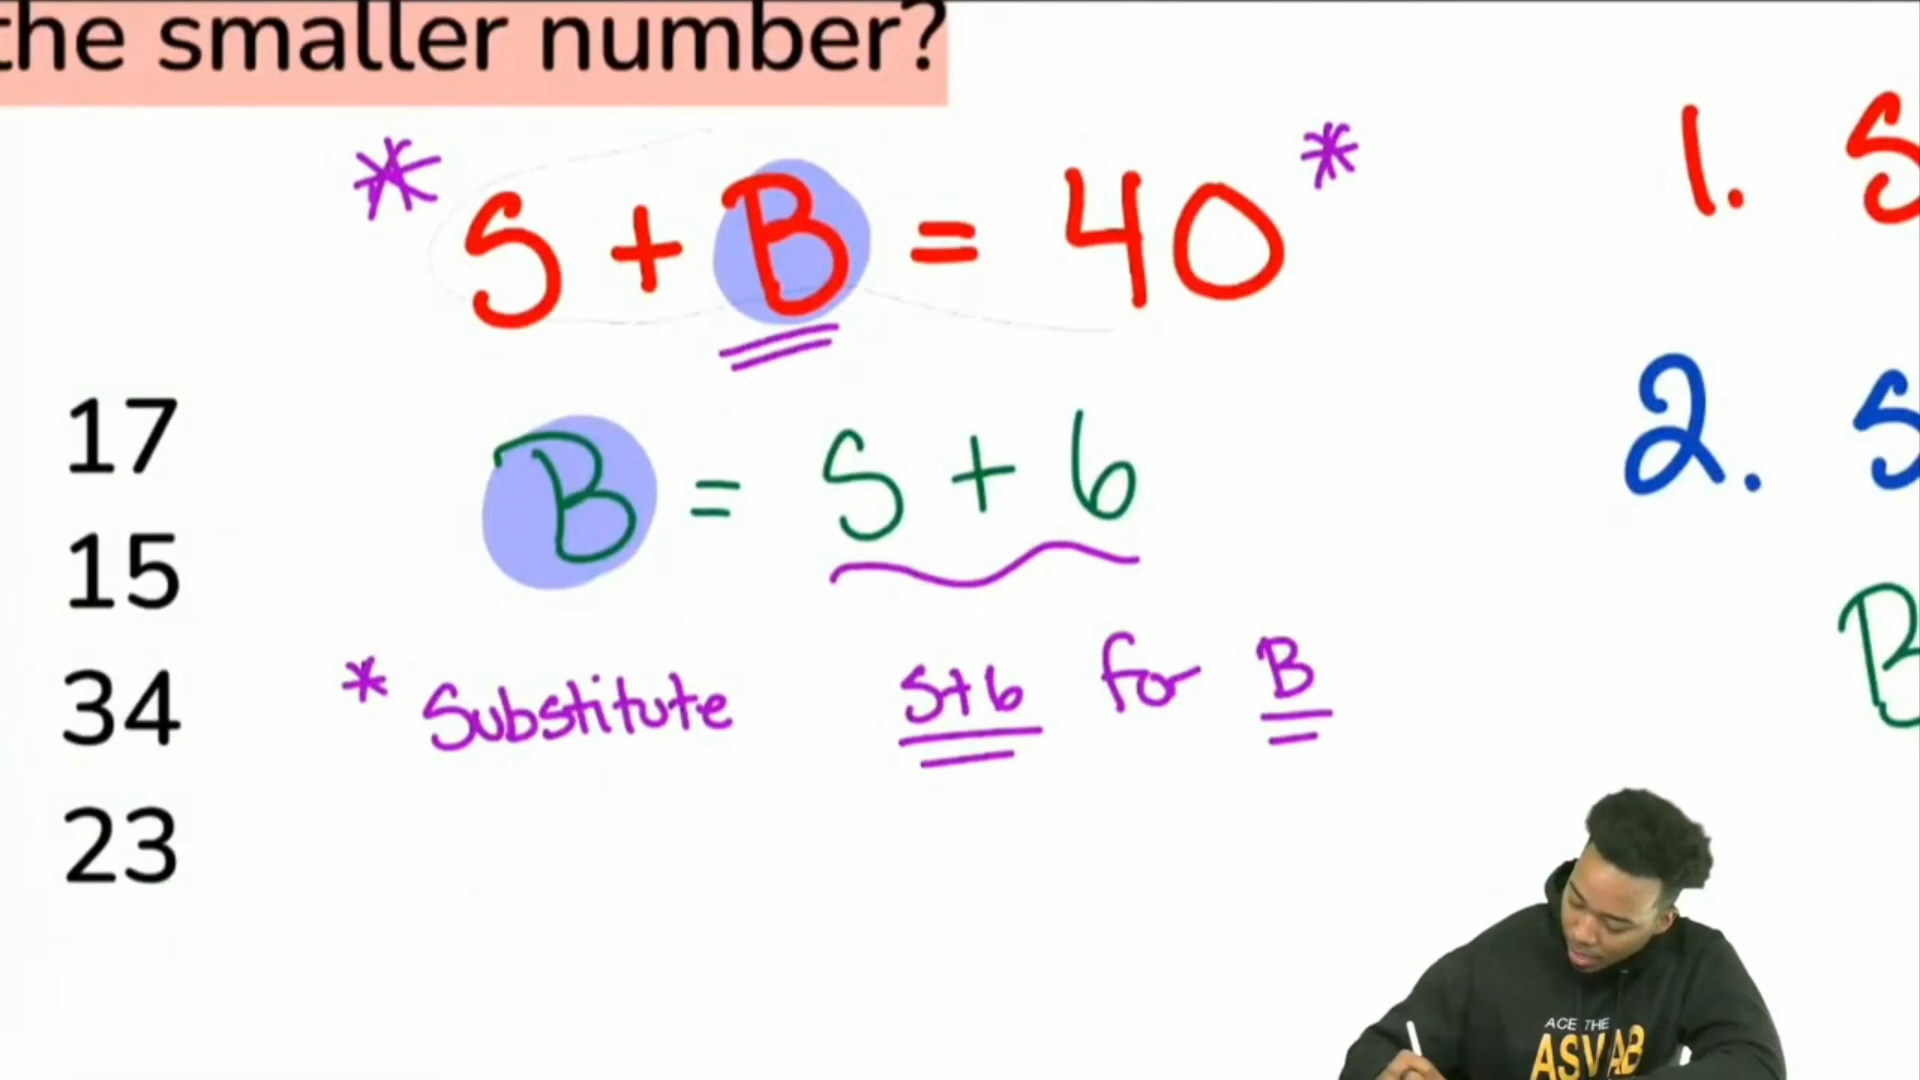 the smaller number?
* S + B = 40 *
1. S
17
B = S + 6
2. S
15
B
34
* Substitute S+6 for B
23
ACE THE
ASVAB